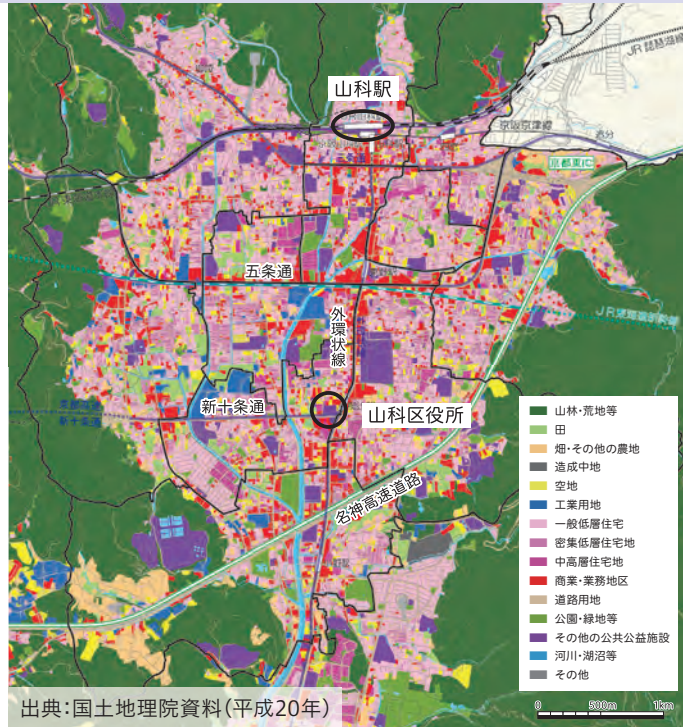 山科駅
JR琵琶湖線
京阪京津線
追分
京都東IC
五条通
外環状線
新十条通
山科区役所
名神高速道路
山林・荒地等
田
畑・その他の農地
造成中地
空地
工業用地
一般低層住宅
密集低層住宅地
中高層住宅地
商業・業務地区
道路用地
公園・緑地等
その他の公共公益施設
河川・湖沼等
その他
0 500m 1km
出典：国土地理院資料(平成20年)